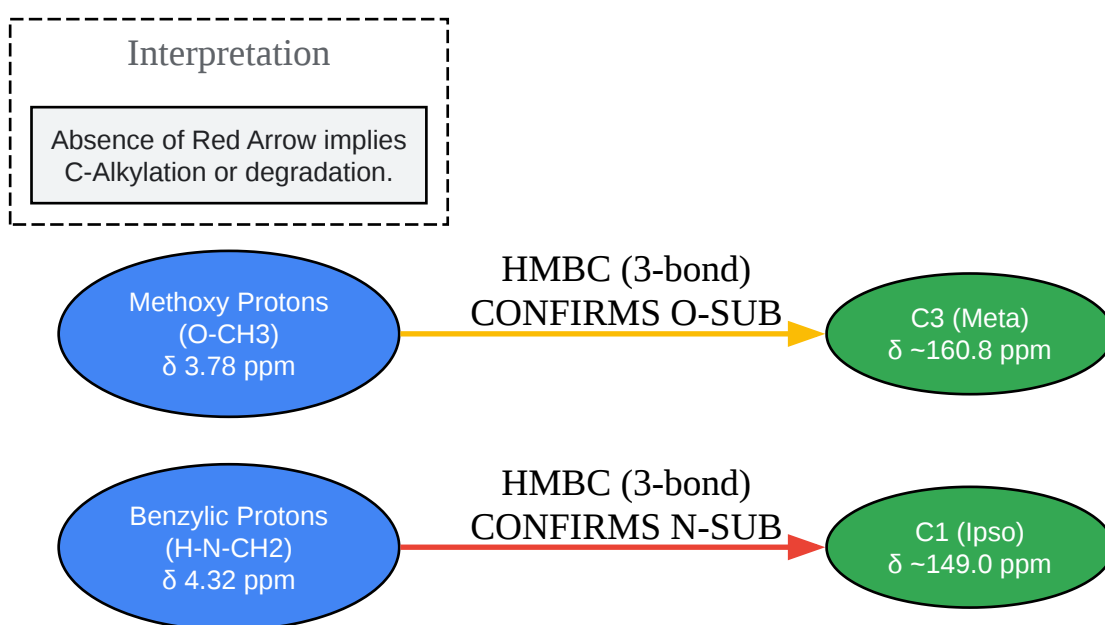 Interpretation
Absence of Red Arrow implies
C-Alkylation or degradation.
Methoxy Protons
(O-CH3)
δ 3.78 ppm
HMBC (3-bond)
CONFIRMS O-SUB
C3 (Meta)
δ ~160.8 ppm
Benzylic Protons
(H-N-CH2)
δ 4.32 ppm
HMBC (3-bond)
CONFIRMS N-SUB
C1 (Ipso)
δ ~149.0 ppm